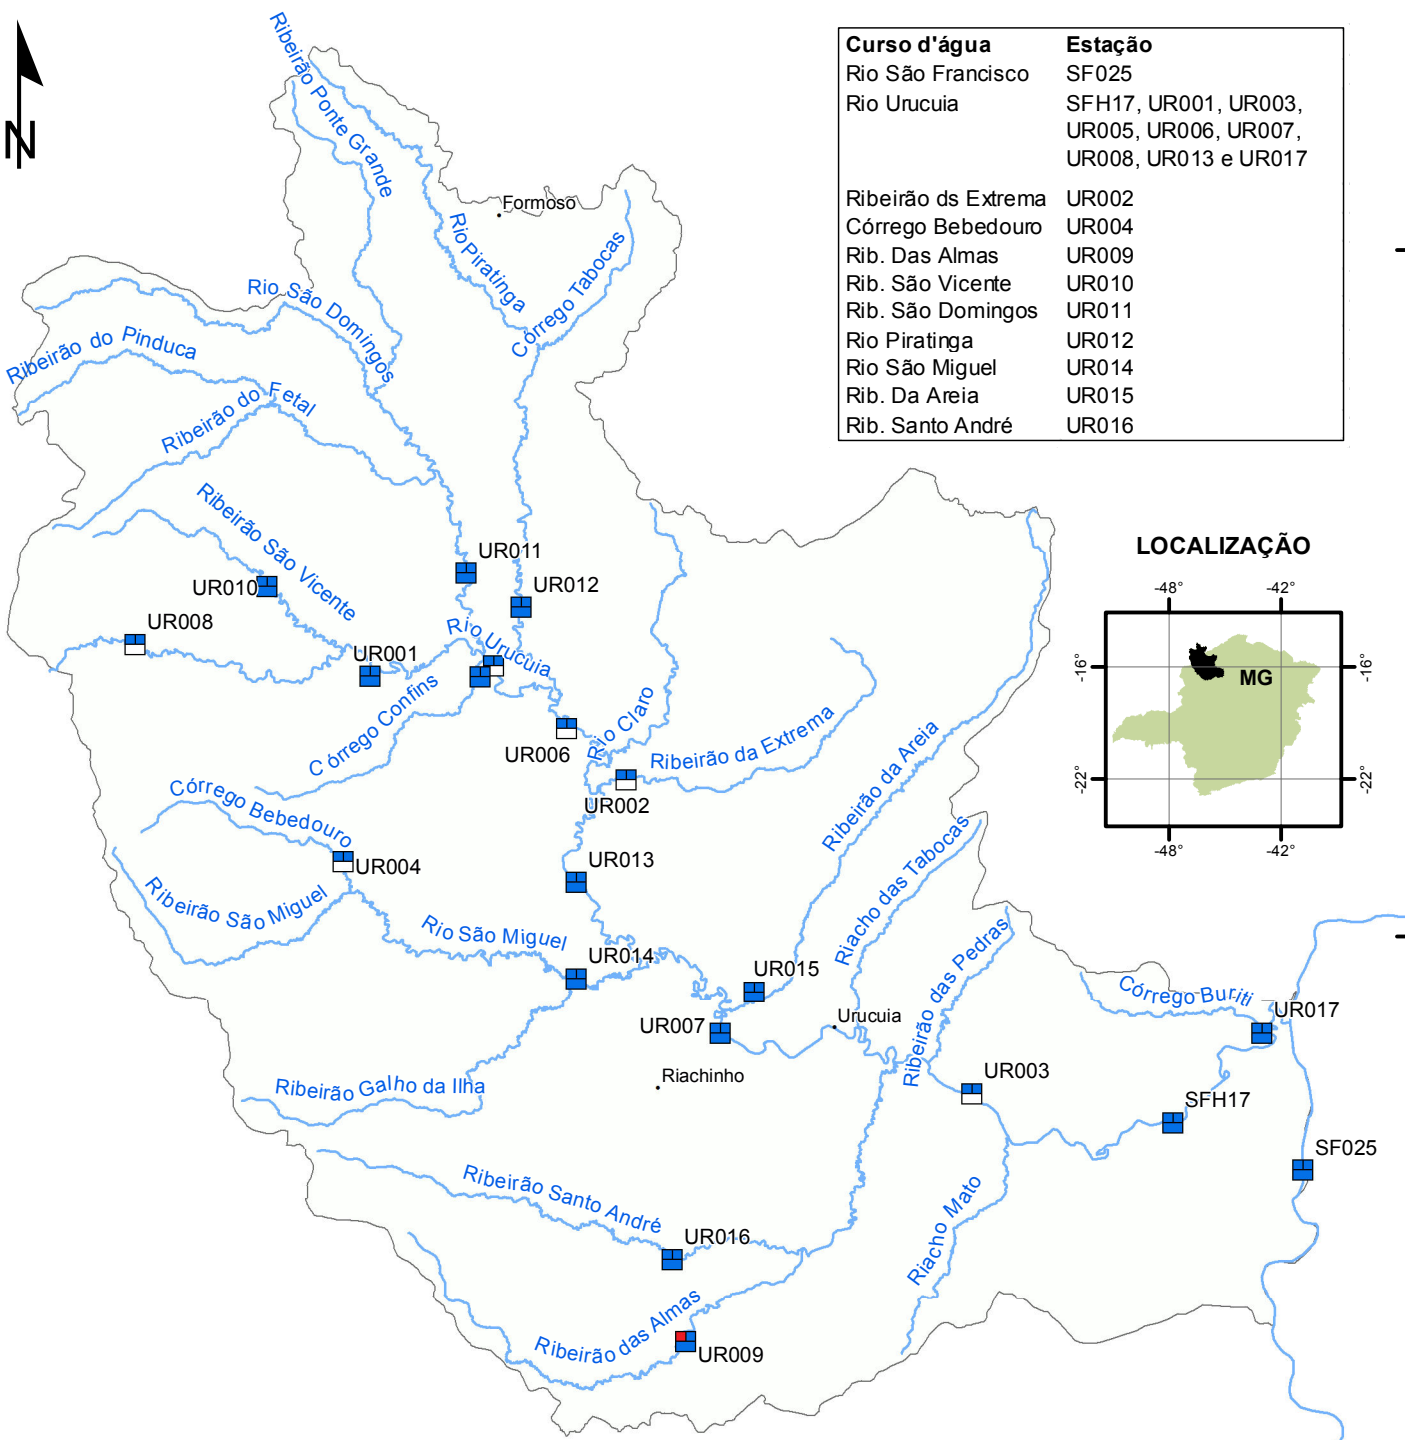 N
Curso d'água Estação
Rio São Francisco SF025
Rio Urucuia SFH17, UR001, UR003,
UR005, UR006, UR007,
UR008, UR013 e UR017
Ribeirão ds Extrema UR002
Córrego Bebedouro UR004
Rib. Das Almas UR009
Rib. São Vicente UR010
Rib. São Domingos UR011
Rio Piratinga UR012
Rio São Miguel UR014
Rib. Da Areia UR015
Rib. Santo André UR016
Ribeirão Ponte Grande
Formoso
Rio Piratinga
Córrego Tabocas
Rio São Domingos
Ribeirão do Pinduca
Ribeirão do Fetal
Ribeirão São Vicente
UR011
UR010
UR012
UR008
Rio Urucuia
UR001
Córrego Confins
UR006
Rio Claro
Ribeirão da Extrema
Ribeirão da Areia
UR002
Córrego Bebedouro
UR004
UR013
Ribeirão São Miguel
Rio São Miguel
UR014
Riacho das Tabocas
Ribeirão das Pedras
UR015
UR007
Urucuia
Córrego Buriti
UR017
Riachinho
Ribeirão Galho da Ilha
UR003
SFH17
SF025
Ribeirão Santo André
UR016
Riacho Mato
Ribeirão das Almas
UR009
LOCALIZAÇÃO
-48° -42°
-16° -16°
MG
-22° -22°
-48° -42°